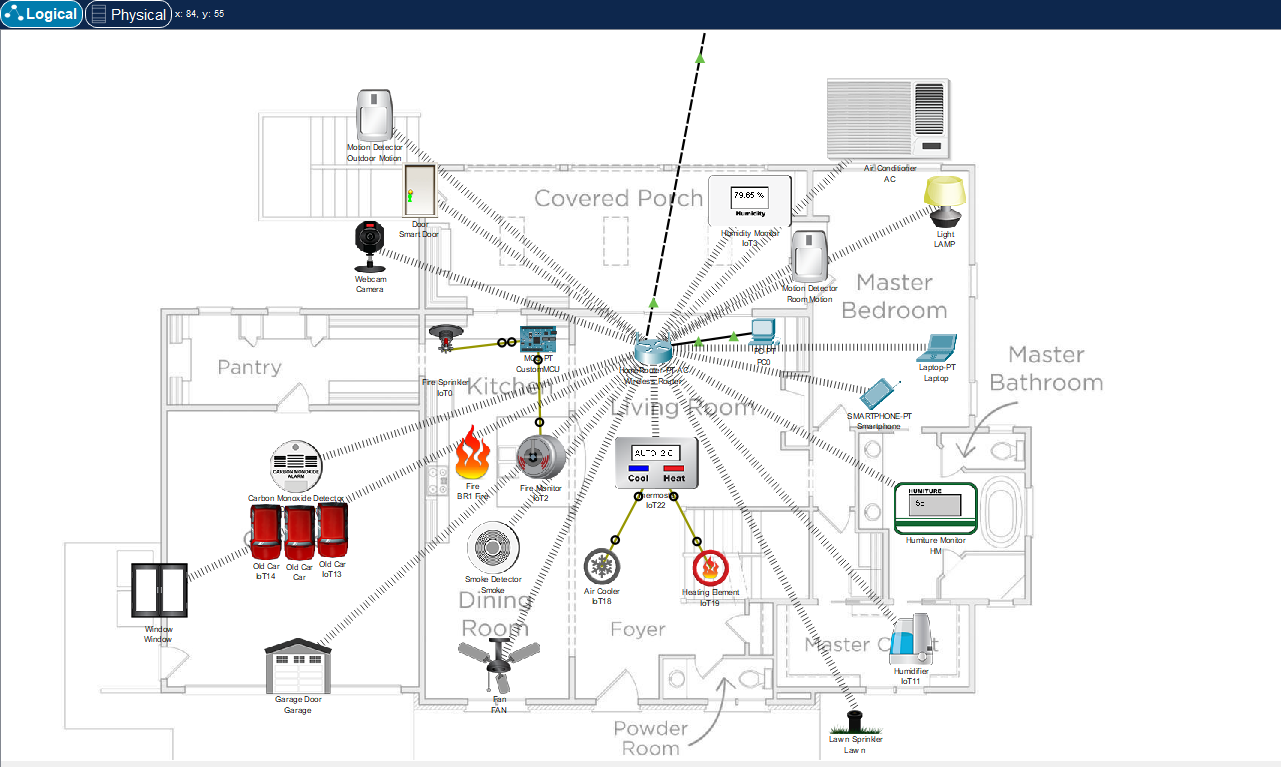 Logical
Physical
x: 84, y: 55
Motion Detector
Outdoor Motion
Door
Smart Door
Webcam
Camera
Covered Porch
79.65 %
Humidity
Humidity Monitor
IoT3
Air Conditioner
AC
Light
LAMP
Motion Detector
Room Motion
Master
Bedroom
Pantry
Fire Sprinkler
IoT0
MCU-PT
CustomMCU
Kitchen
HomeRouter-PT-AC
Wireless Router
PC-PT
PC0
Living Room
Laptop-PT
Laptop
SMARTPHONE-PT
Smartphone
Master
Bathroom
CARBON MONOXIDE
ALARM
Carbon Monoxide Detector
Fire
BR1 Fire
Fire Monitor
IoT2
Cool
Heat
Thermostat
IoT22
HUMITURE
Humiture Monitor
HM
Old Car
IoT14
Old Car
Car
Old Car
IoT13
Smoke Detector
Smoke
Air Cooler
IoT18
Heating Element
IoT19
Window
Window
Dining
Room
Foyer
Master Closet
Humidifier
IoT11
Garage Door
Garage
Fan
FAN
Powder
Room
Lawn Sprinkler
Lawn